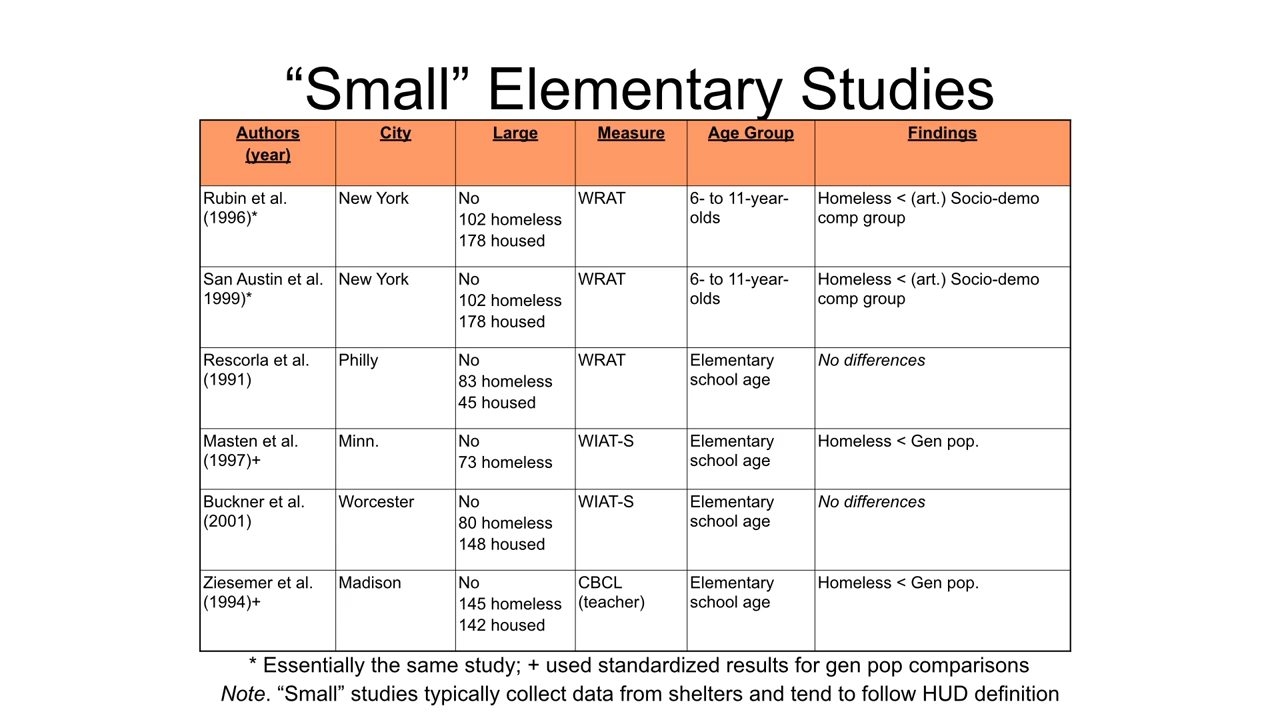 “Small” Elementary Studies
Authors (year) City Large Measure Age Group Findings
Rubin et al. (1996)* New York No 102 homeless 178 housed WRAT 6- to 11-year-olds Homeless < (art.) Socio-demo comp group
San Austin et al. 1999)* New York No 102 homeless 178 housed WRAT 6- to 11-year-olds Homeless < (art.) Socio-demo comp group
Rescorla et al. (1991) Philly No 83 homeless 45 housed WRAT Elementary school age No differences
Masten et al. (1997)+ Minn. No 73 homeless WIAT-S Elementary school age Homeless < Gen pop.
Buckner et al. (2001) Worcester No 80 homeless 148 housed WIAT-S Elementary school age No differences
Ziesemer et al. (1994)+ Madison No 145 homeless 142 housed CBCL (teacher) Elementary school age Homeless < Gen pop.
* Essentially the same study; + used standardized results for gen pop comparisons
Note. “Small” studies typically collect data from shelters and tend to follow HUD definition